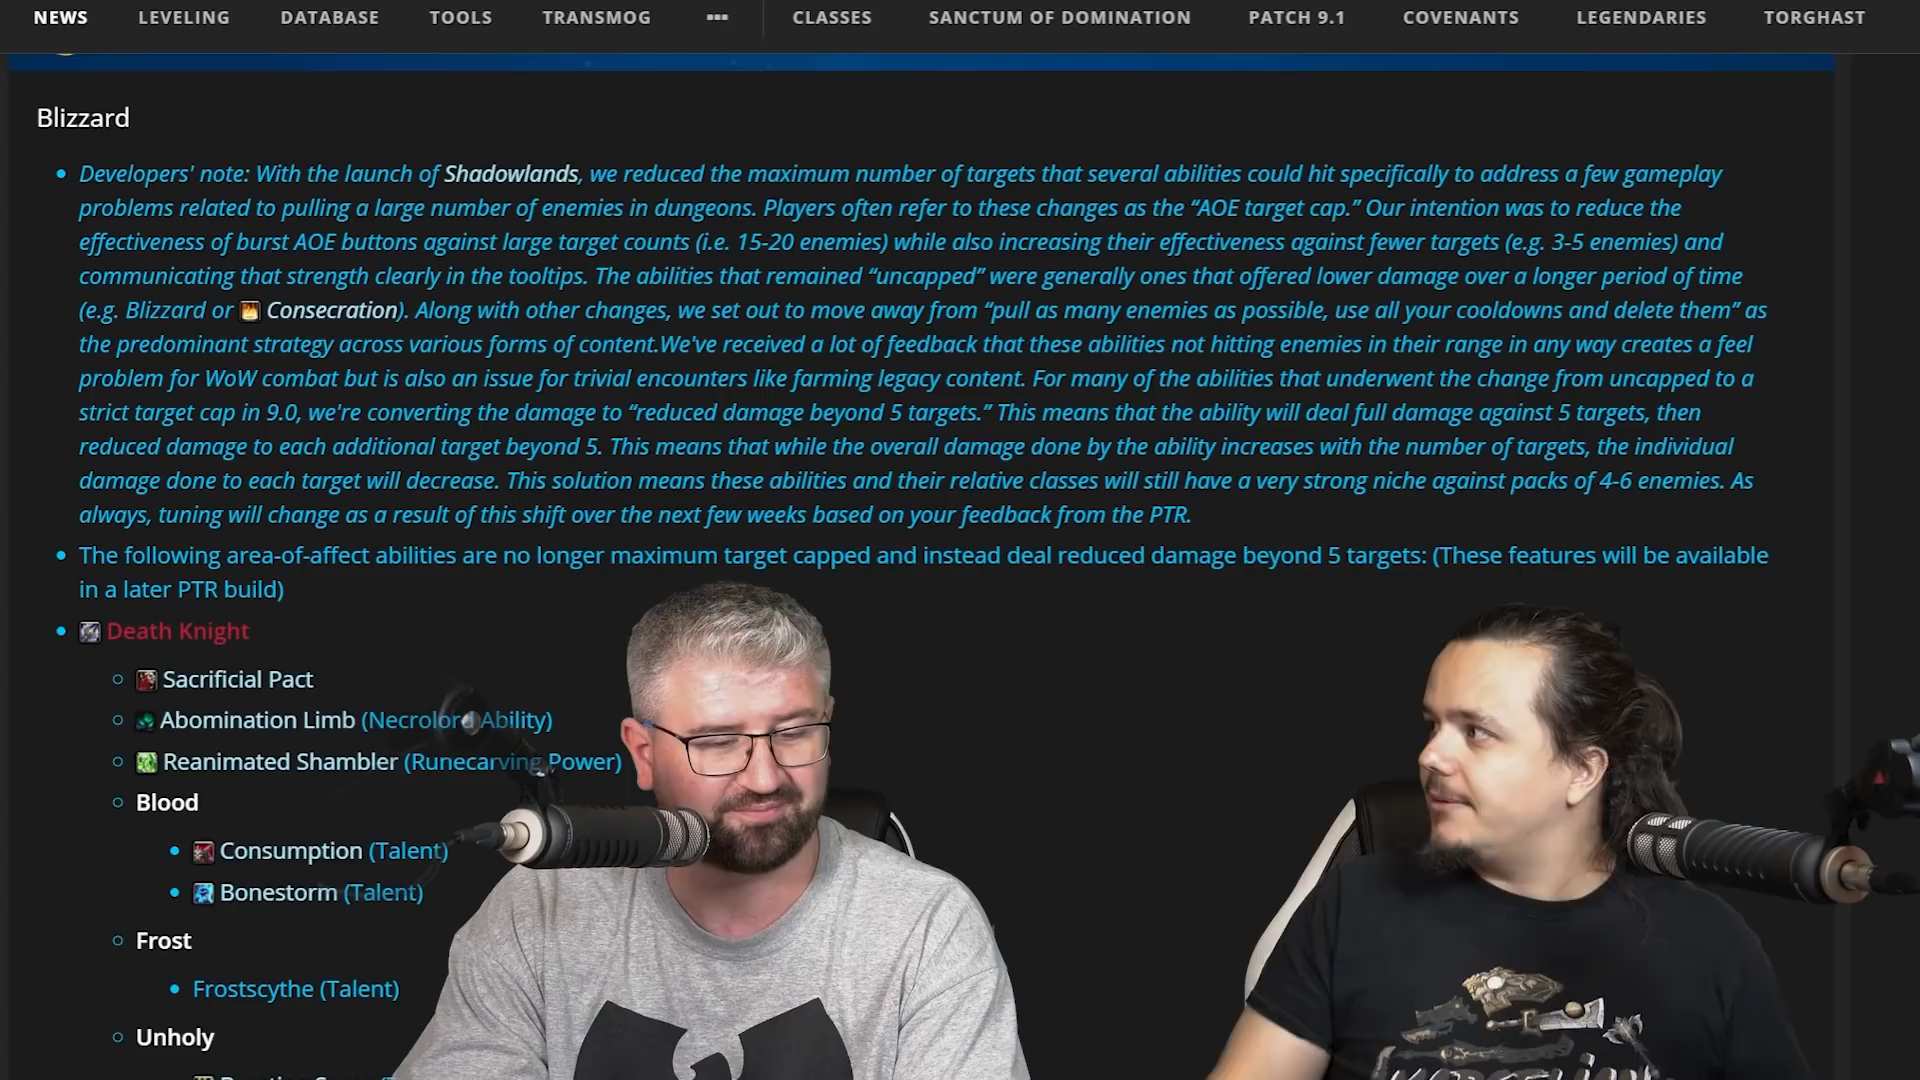 NEWS LEVELING DATABASE TOOLS TRANSMOG ••• CLASSES SANCTUM OF DOMINATION PATCH 9.1 COVENANTS LEGENDARIES TORGHAST
Blizzard
• Developers' note: With the launch of Shadowlands, we reduced the maximum number of targets that several abilities could hit specifically to address a few gameplay
problems related to pulling a large number of enemies in dungeons. Players often refer to these changes as the “AOE target cap.” Our intention was to reduce the
effectiveness of burst AOE buttons against large target counts (i.e. 15-20 enemies) while also increasing their effectiveness against fewer targets (e.g. 3-5 enemies) and
communicating that strength clearly in the tooltips. The abilities that remained “uncapped” were generally ones that offered lower damage over a longer period of time
(e.g. Blizzard or Consecration). Along with other changes, we set out to move away from “pull as many enemies as possible, use all your cooldowns and delete them” as
the predominant strategy across various forms of content.We've received a lot of feedback that these abilities not hitting enemies in their range in any way creates a feel
problem for WoW combat but is also an issue for trivial encounters like farming legacy content. For many of the abilities that underwent the change from uncapped to a
strict target cap in 9.0, we're converting the damage to “reduced damage beyond 5 targets.” This means that the ability will deal full damage against 5 targets, then
reduced damage to each additional target beyond 5. This means that while the overall damage done by the ability increases with the number of targets, the individual
damage done to each target will decrease. This solution means these abilities and their relative classes will still have a very strong niche against packs of 4-6 enemies. As
always, tuning will change as a result of this shift over the next few weeks based on your feedback from the PTR.
• The following area-of-affect abilities are no longer maximum target capped and instead deal reduced damage beyond 5 targets: (These features will be available
in a later PTR build)
• Death Knight
○ Sacrificial Pact
○ Abomination Limb (Necrolord Ability)
○ Reanimated Shambler (Runecarving Power)
○ Blood
• Consumption (Talent)
• Bonestorm (Talent)
○ Frost
• Frostscythe (Talent)
○ Unholy